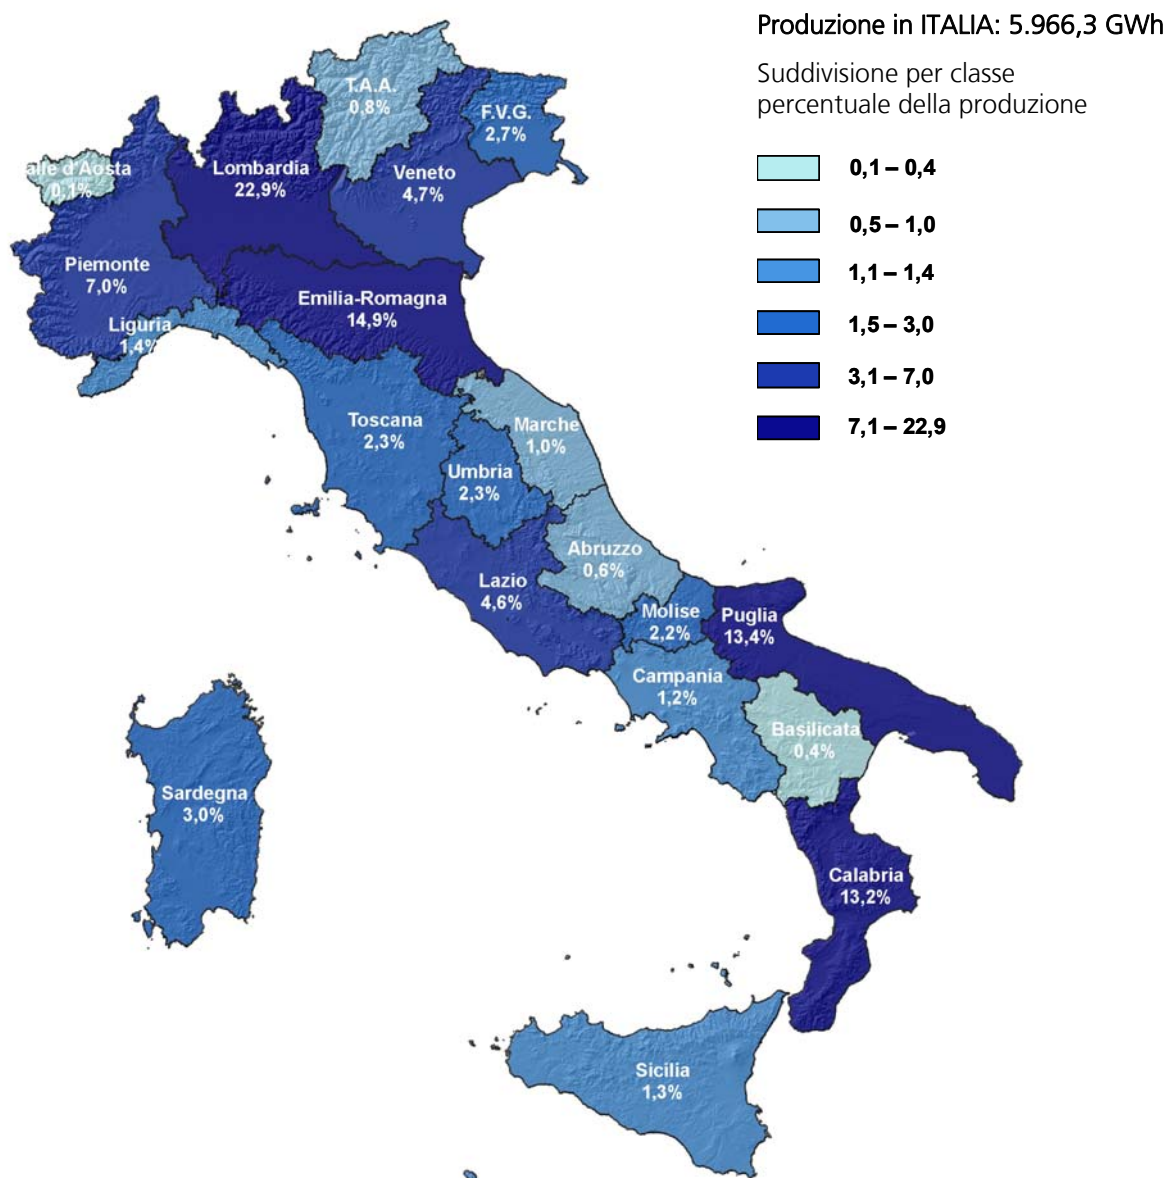 Produzione in ITALIA: 5.966,3 GWh
Suddivisione per classe
percentuale della produzione
0,1 – 0,4
0,5 – 1,0
1,1 – 1,4
1,5 – 3,0
3,1 – 7,0
7,1 – 22,9
T.A.A.
0,8%
F.V.G.
2,7%
alle d'Aosta
0,1%
Lombardia
22,9%
Veneto
4,7%
Piemonte
7,0%
Emilia-Romagna
14,9%
Liguria
1,4%
Toscana
2,3%
Marche
1,0%
Umbria
2,3%
Abruzzo
0,6%
Lazio
4,6%
Molise
2,2%
Puglia
13,4%
Campania
1,2%
Basilicata
0,4%
Sardegna
3,0%
Calabria
13,2%
Sicilia
1,3%